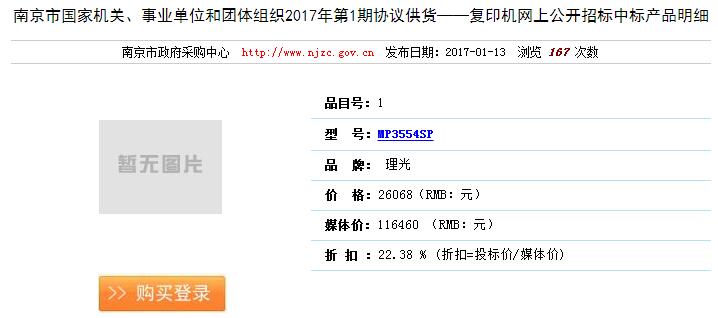 南京市国家机关、事业单位和团体组织2017年第1期协议供货——复印机网上公开招标中标产品明细
南京市政府采购中心 http://www.njzc.gov.cn 发布日期：2017-01-13 浏览 167 次数
暂无图片
品目号：1
型 号：MP3554SP
品 牌： 理光
价 格：26068（RMB：元）
媒体价：116460 （RMB：元）
折 扣 ：22.38 %（折扣=投标价/媒体价）
>> 购买登录